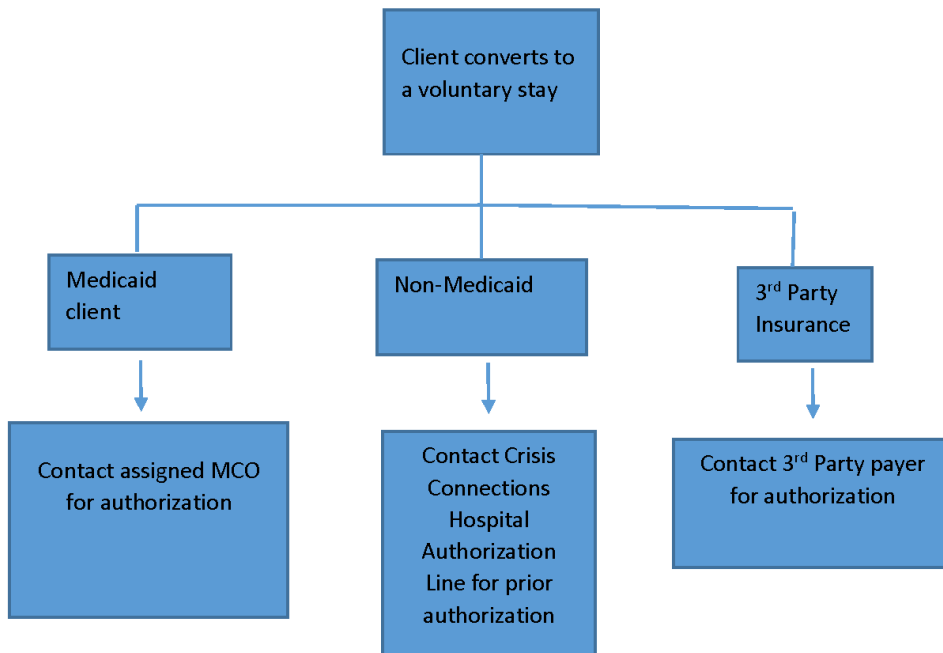 Client converts to
a voluntary stay
Medicaid
client
Non-Medicaid
3rd Party
Insurance
Contact assigned MCO
for authorization
Contact Crisis
Connections
Hospital
Authorization
Line for prior
authorization
Contact 3rd Party payer
for authorization